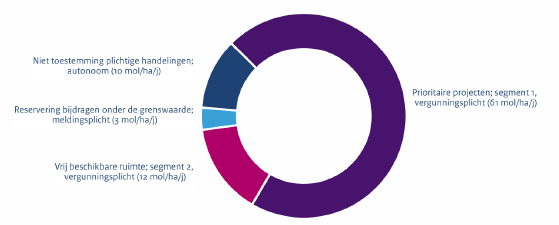 Niet toestemming plichtige handelingen;
autonoom (10 mol/ha/j)
Reservering bijdragen onder de grenswaarde;
meldingsplicht (3 mol/ha/j)
Vrij beschikbare ruimte; segment 2,
vergunningsplicht (12 mol/ha/j)
Prioritaire projecten; segment 1,
vergunningsplicht (61 mol/ha/j)